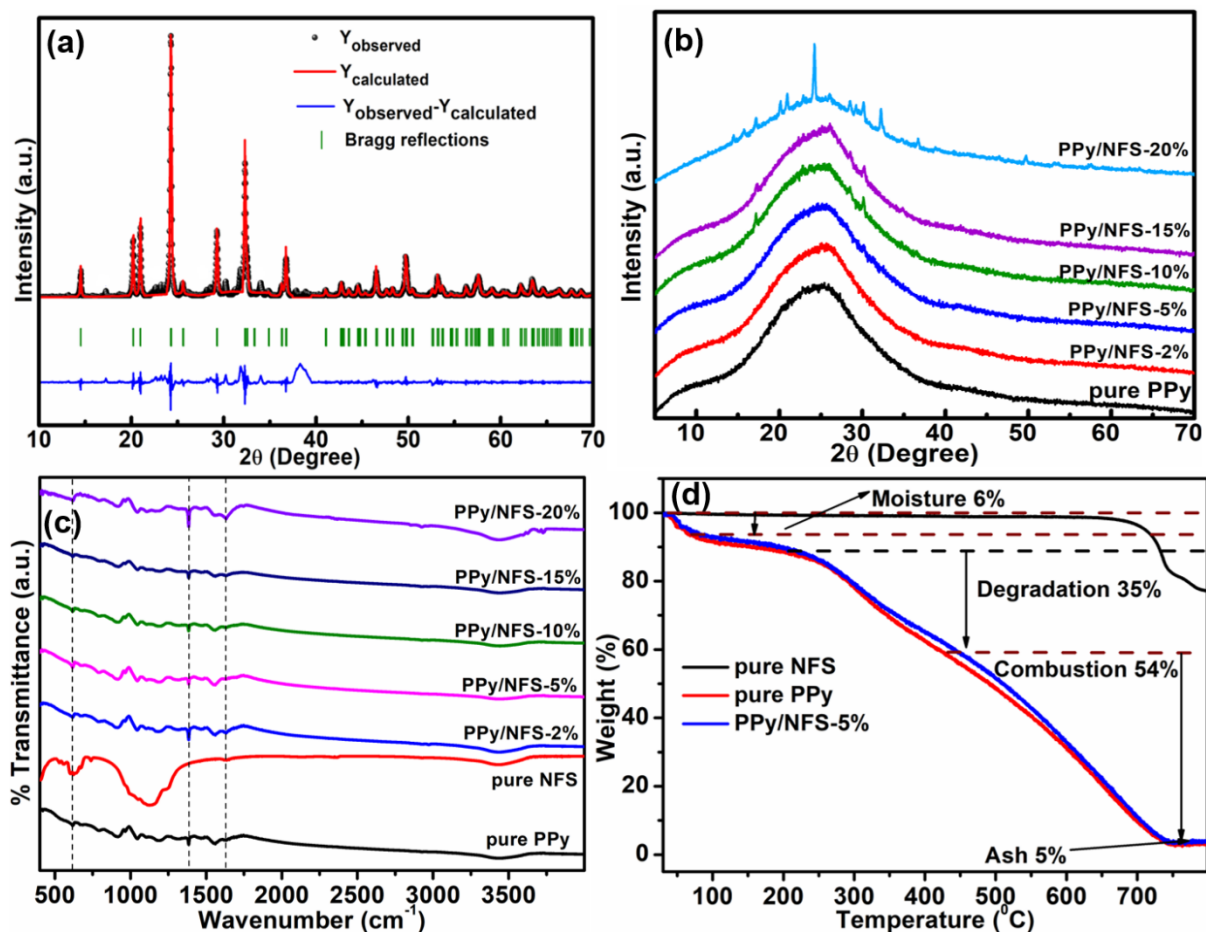 (a)
Y observed
Y calculated
Y observed-Y calculated
Bragg reflections
Intensity (a.u.)
10 20 30 40 50 60 70
2θ (Degree)
(b)
PPy/NFS-20%
PPy/NFS-15%
PPy/NFS-10%
PPy/NFS-5%
PPy/NFS-2%
pure PPy
Intensity (a.u.)
10 20 30 40 50 60 70
2θ (Degree)
(c)
PPy/NFS-20%
PPy/NFS-15%
PPy/NFS-10%
PPy/NFS-5%
PPy/NFS-2%
pure NFS
pure PPy
% Transmittance (a.u.)
500 1000 1500 2000 2500 3000 3500
Wavenumber (cm⁻¹)
(d)
Moisture 6%
Degradation 35%
Combustion 54%
pure NFS
pure PPy
PPy/NFS-5%
Ash 5%
100
80
60
40
20
0
Weight (%)
100 200 300 400 500 600 700
Temperature (⁰C)